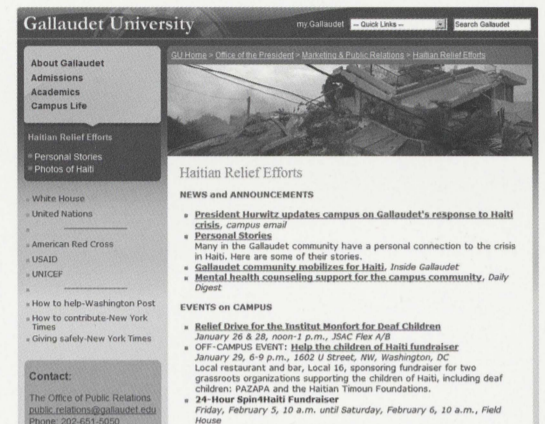 Gallaudet University
my Gallaudet
-- Quick Links --
Search Gallaudet
About Gallaudet
Admissions
Academics
Campus Life
Haitian Relief Efforts
Personal Stories
Photos of Haiti
White House
United Nations
American Red Cross
USAID
UNICEF
How to help-Washington Post
How to contribute-New York
Times
Giving safely-New York Times
Contact:
The Office of Public Relations
public.relations@gallaudet.edu
Phone: 202-651-5050
GU Home > Office of the President > Marketing & Public Relations > Haitian Relief Efforts
Haitian Relief Efforts
NEWS and ANNOUNCEMENTS
President Hurwitz updates campus on Gallaudet's response to Haiti
crisis, campus email
Personal Stories
Many in the Gallaudet community have a personal connection to the crisis
in Haiti. Here are some of their stories.
Gallaudet community mobilizes for Haiti, Inside Gallaudet
Mental health counseling support for the campus community, Daily
Digest
EVENTS on CAMPUS
Relief Drive for the Institut Monfort for Deaf Children
January 26 & 28, noon-1 p.m., JSAC Flex A/B
OFF-CAMPUS EVENT: Help the children of Haiti fundraiser
January 29, 6-9 p.m., 1602 U Street, NW, Washington, DC
Local restaurant and bar, Local 16, sponsoring fundraiser for two
grassroots organizations supporting the children of Haiti, including deaf
children: PAZAPA and the Haitian Timoun Foundations.
24-Hour Spin4Haiti Fundraiser
Friday, February 5, 10 a.m. until Saturday, February 6, 10 a.m., Field
House